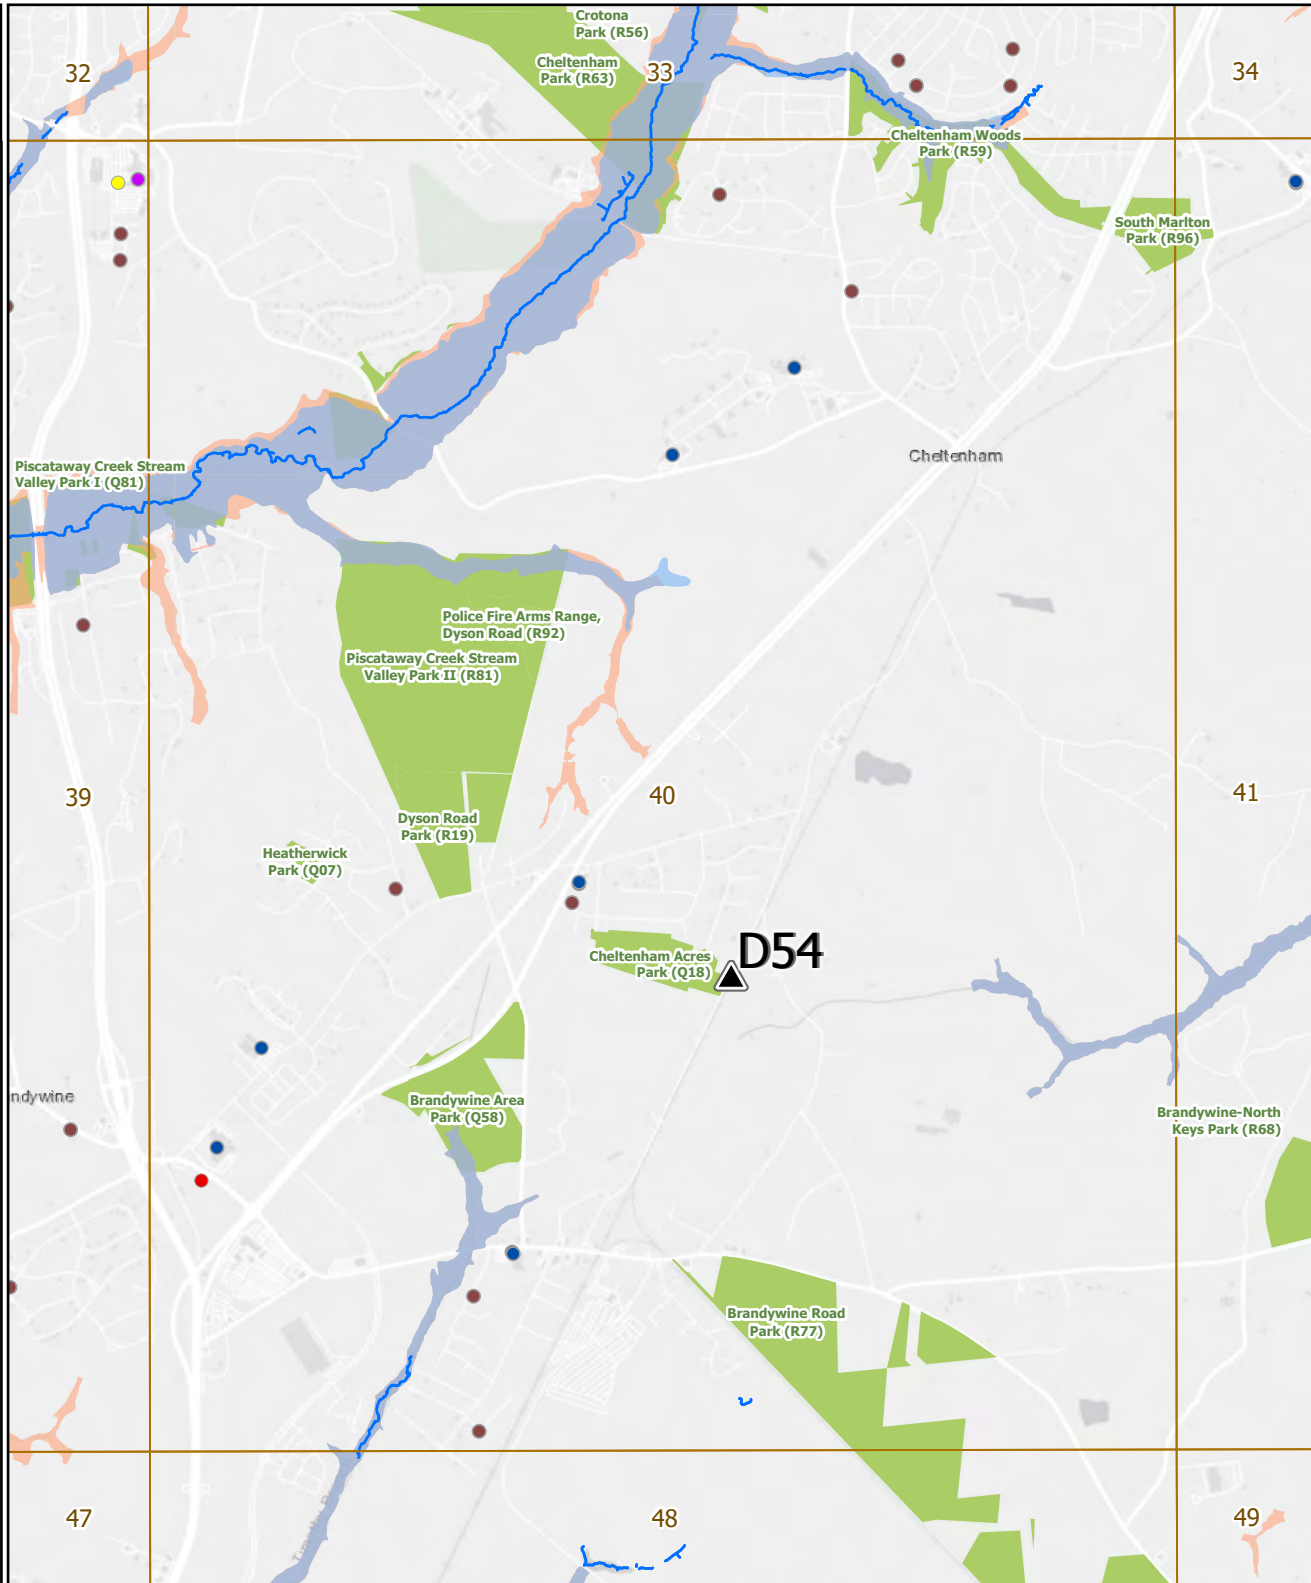 Crotona
Park (R56)
Cheltenham
Park (R63)
32
33
34
Cheltenham Woods
Park (R59)
South Marlton
Park (R96)
Cheltenham
Piscataway Creek Stream
Valley Park I (Q81)
Police Fire Arms Range,
Dyson Road (R92)
Piscataway Creek Stream
Valley Park II (R81)
39
40
41
Dyson Road
Park (R19)
Heatherwick
Park (Q07)
D54
Cheltenham Acres
Park (Q18)
ndywine
Brandywine Area
Park (Q58)
Brandywine-North
Keys Park (R68)
Brandywine Road
Park (R77)
47
48
49